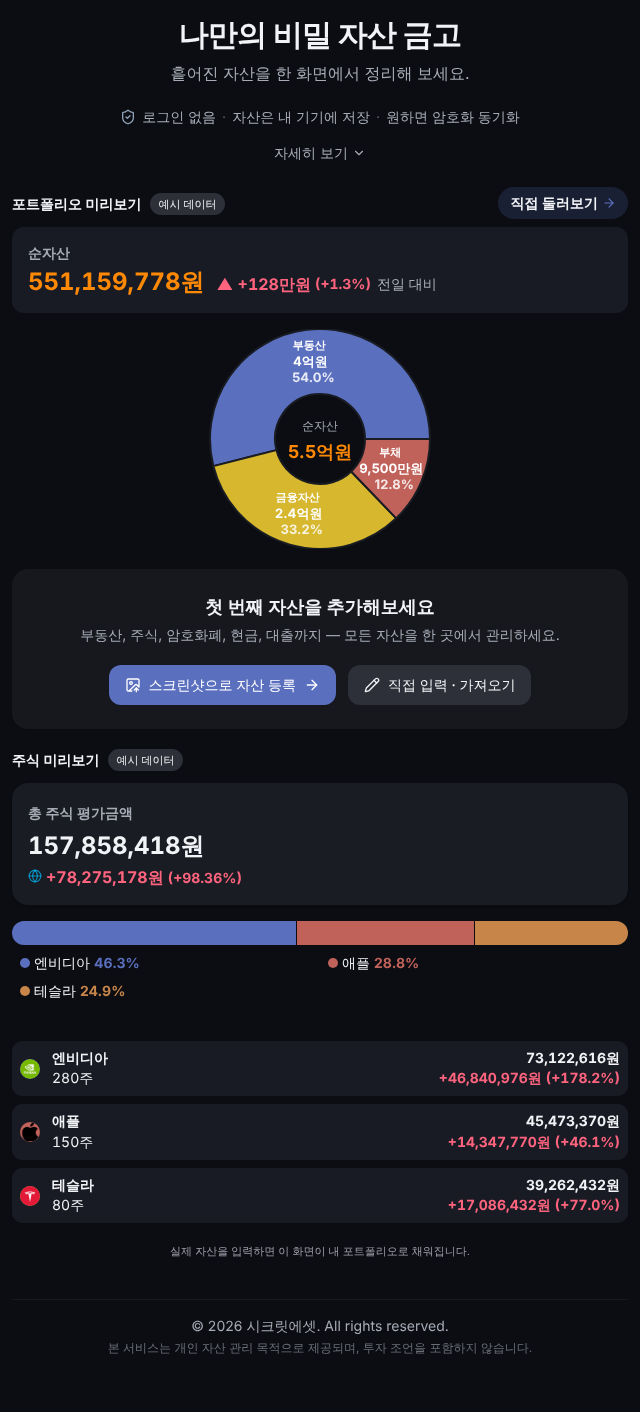 나만의 비밀 자산 금고
흩어진 자산을 한 화면에서 정리해 보세요.
로그인 없음 · 자산은 내 기기에 저장 · 원하면 암호화 동기화
자세히 보기
포트폴리오 미리보기 예시 데이터 직접 둘러보기
순자산
551,159,778원 ▲ +128만원 (+1.3%) 전일 대비
부동산
4억원
54.0%
순자산
5.5억원
부채
9,500만원
12.8%
금융자산
2.4억원
33.2%
첫 번째 자산을 추가해보세요
부동산, 주식, 암호화폐, 현금, 대출까지 — 모든 자산을 한 곳에서 관리하세요.
스크린샷으로 자산 등록 →
직접 입력 · 가져오기
주식 미리보기 예시 데이터
총 주식 평가금액
157,858,418원
+78,275,178원 (+98.36%)
엔비디아 46.3% 애플 28.8%
테슬라 24.9%
엔비디아 73,122,616원
280주 +46,840,976원 (+178.2%)
애플 45,473,370원
150주 +14,347,770원 (+46.1%)
테슬라 39,262,432원
80주 +17,086,432원 (+77.0%)
실제 자산을 입력하면 이 화면이 내 포트폴리오로 채워집니다.
© 2026 시크릿에셋. All rights reserved.
본 서비스는 개인 자산 관리 목적으로 제공되며, 투자 조언을 포함하지 않습니다.